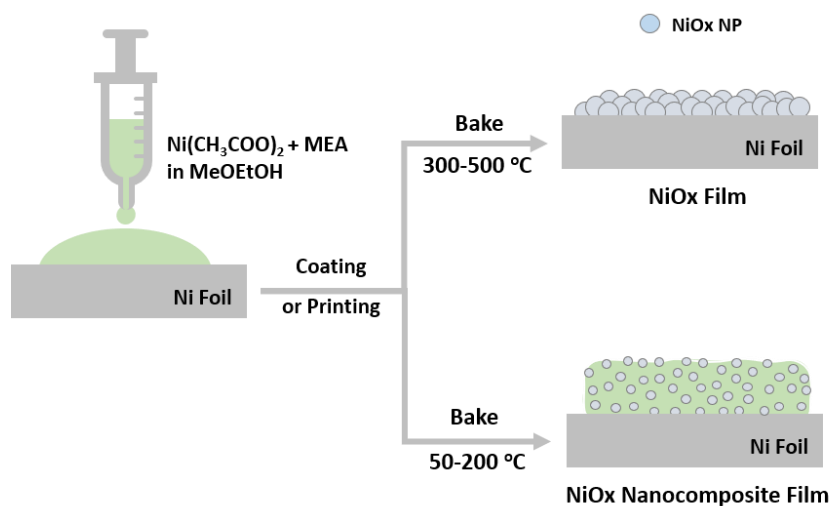 NiOx NP
Ni(CH₃COO)₂ + MEA
in MeOEtOH
Ni Foil
Coating
or Printing
Bake
300-500 ᵒC
Ni Foil
NiOx Film
Bake
50-200 ᵒC
Ni Foil
NiOx Nanocomposite Film